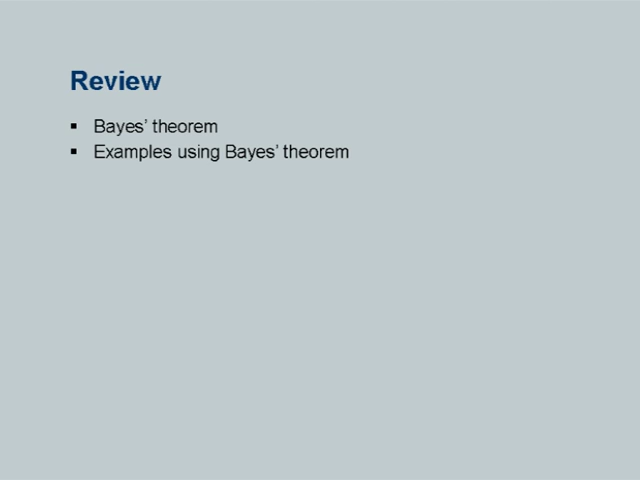 Review
▪ Bayes’ theorem
▪ Examples using Bayes’ theorem